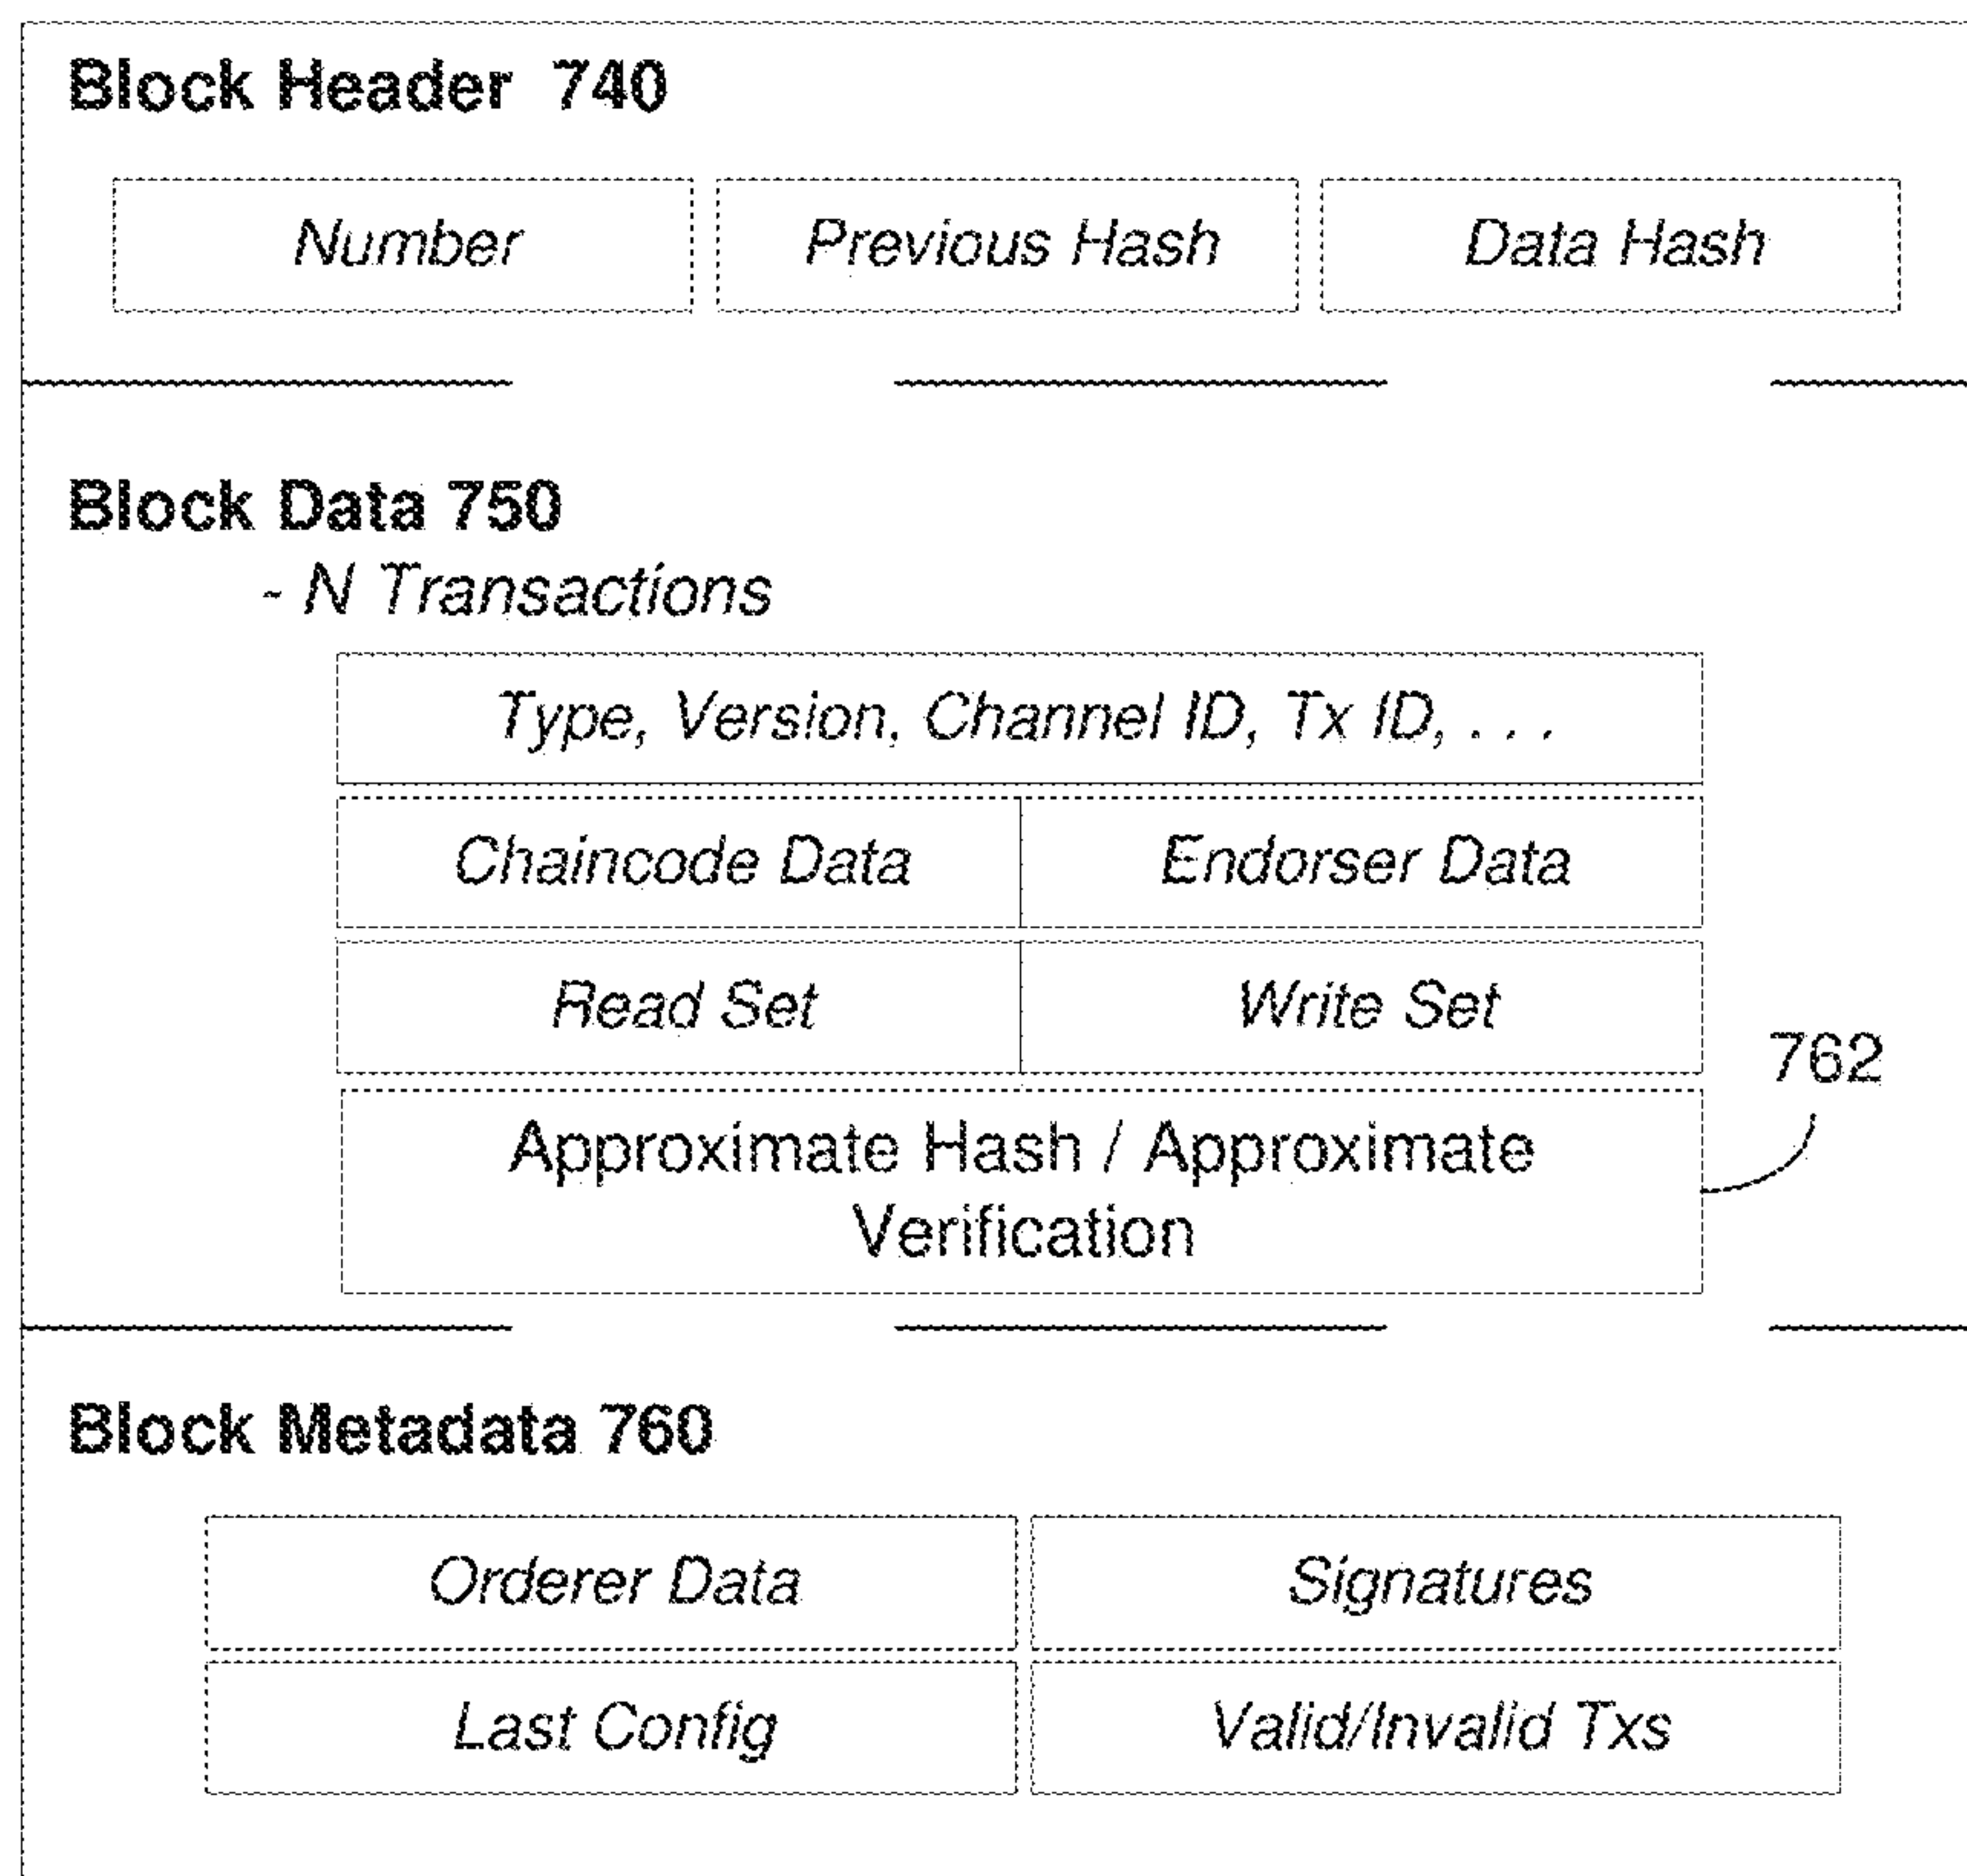 Block Header 740
Number
Previous Hash
Data Hash
Block Data 750
- N Transactions
Type, Version, Channel ID, Tx ID, . . .
Chaincode Data
Endorser Data
Read Set
Write Set
762
Approximate Hash / Approximate
Verification
Block Metadata 760
Orderer Data
Signatures
Last Config
Valid/Invalid Txs